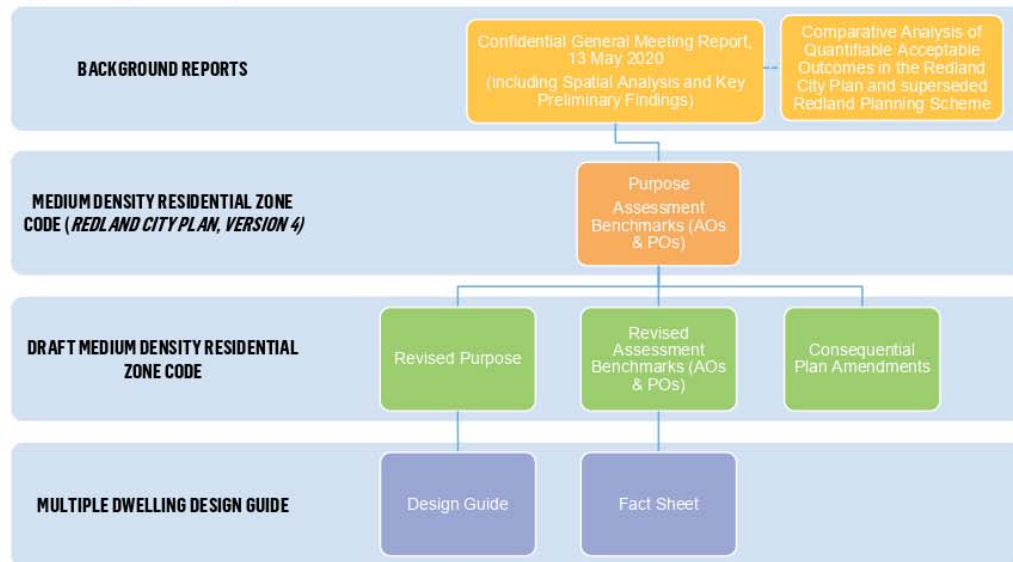 BACKGROUND REPORTS
Confidential General Meeting Report,
13 May 2020
(including Spatial Analysis and Key
Preliminary Findings)
Comparative Analysis of
Quantifiable Acceptable
Outcomes in the Redland
City Plan and superseded
Redland Planning Scheme
MEDIUM DENSITY RESIDENTIAL ZONE
CODE (REDLAND CITY PLAN, VERSION 4)
Purpose
Assessment
Benchmarks (AOs
& POs)
DRAFT MEDIUM DENSITY RESIDENTIAL
ZONE CODE
Revised Purpose
Revised
Assessment
Benchmarks (AOs
& POs)
Consequential
Plan Amendments
MULTIPLE DWELLING DESIGN GUIDE
Design Guide
Fact Sheet